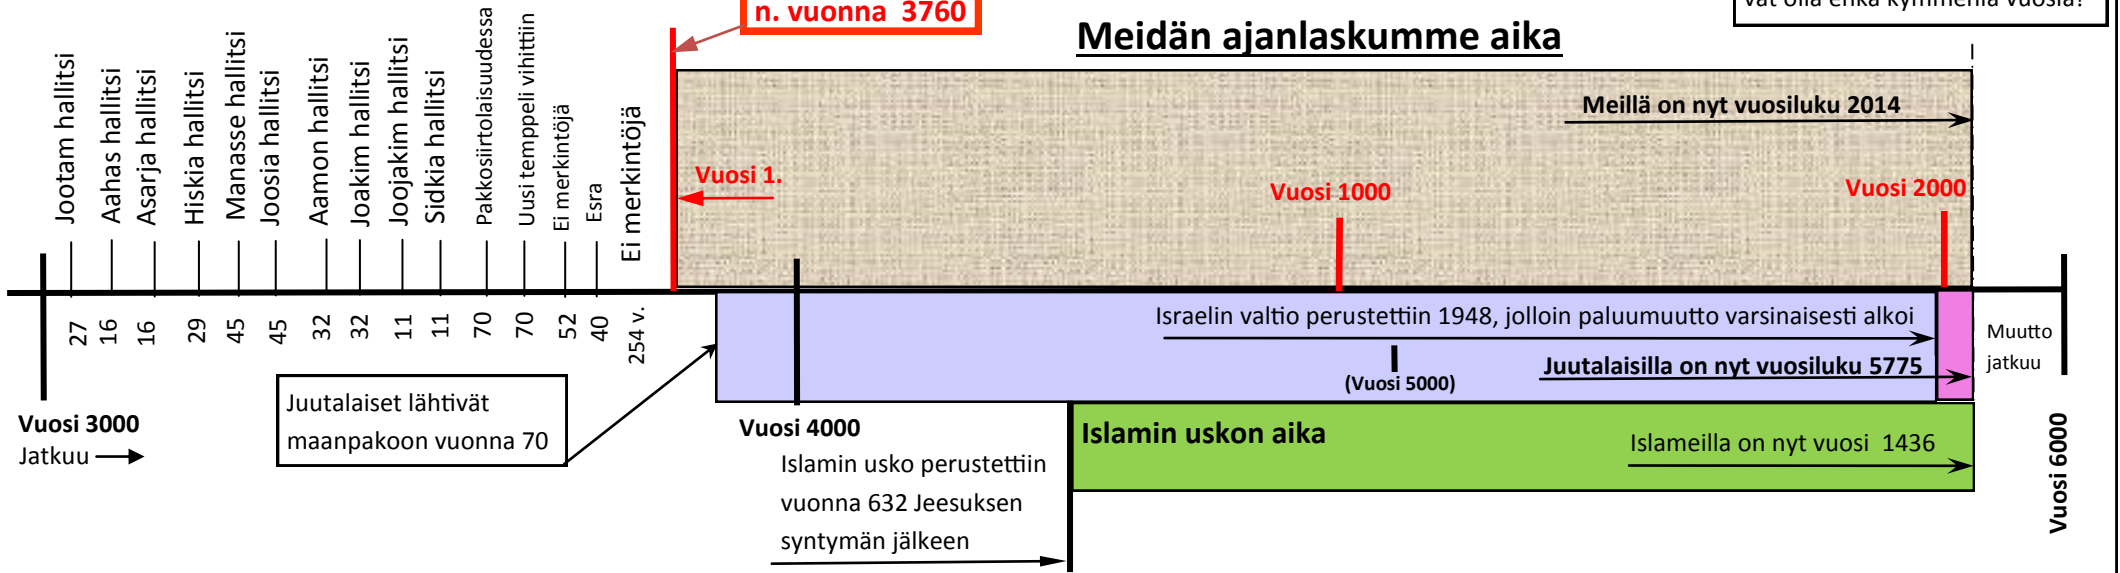 n. vuonna 3760
vät olla ehkä kymmeniä vuosia?
Meidän ajanlaskumme aika
Jootam hallitsi
Aahas hallitsi
Asarja hallitsi
Hiskia hallitsi
Manasse hallitsi
Joosia hallitsi
Aamon hallitsi
Joakim hallitsi
Joojakim hallitsi
Sidkia hallitsi
Pakkosiirtolaisuudessa
Uusi temppeli vihittiin
Ei merkintöjä
Esra
Ei merkintöjä
Meillä on nyt vuosiluku 2014
Vuosi 1.
Vuosi 1000
Vuosi 2000
27
16
16
29
45
45
32
32
11
11
70
70
52
40
254 v.
Israelin valtio perustettiin 1948, jolloin paluumuutto varsinaisesti alkoi
(Vuosi 5000)
Juutalaisilla on nyt vuosiluku 5775
Muutto
jatkuu
Juutalaiset lähtivät
maanpakoon vuonna 70
Vuosi 3000
Jatkuu
Vuosi 4000
Islamin usko perustettiin
vuonna 632 Jeesuksen
syntymän jälkeen
Islamin uskon aika
Islameilla on nyt vuosi 1436
Vuosi 6000